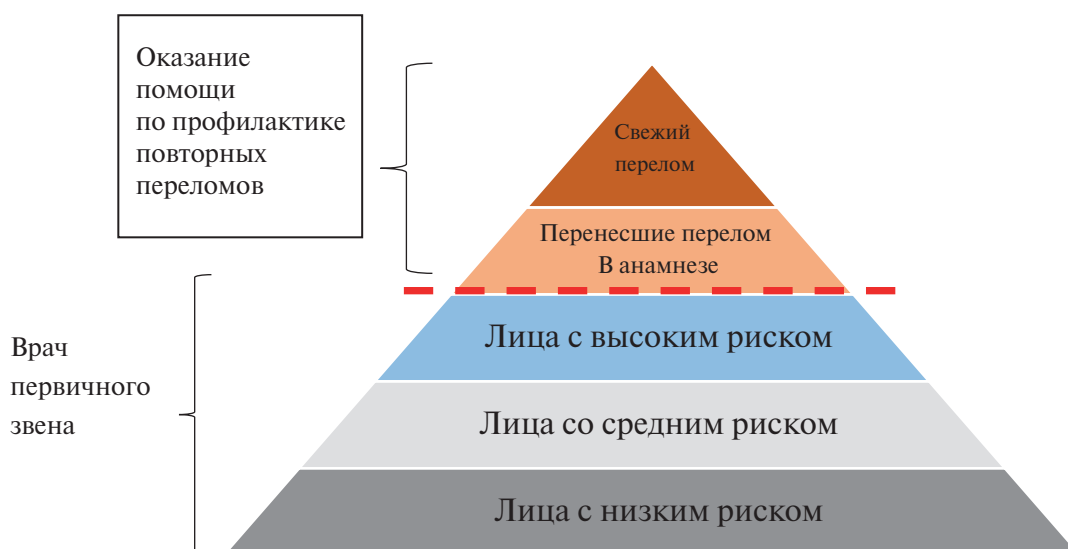 Оказание
помощи
по профилактике
повторных
переломов
Свежий
перелом
Перенесшие перелом
В анамнезе
Врач
первичного
звена
Лица с высоким риском
Лица со средним риском
Лица с низким риском